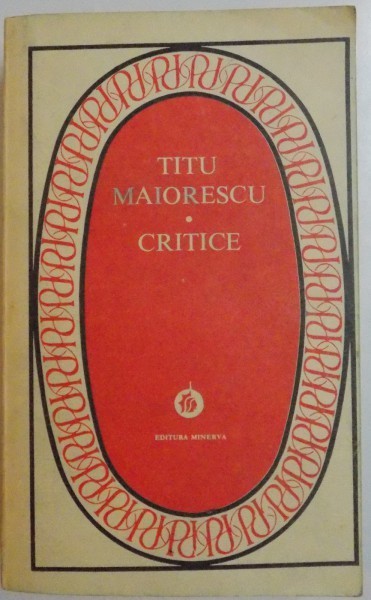 TITU
MAIORESCU
•
CRITICE
EDITURA MINERVA